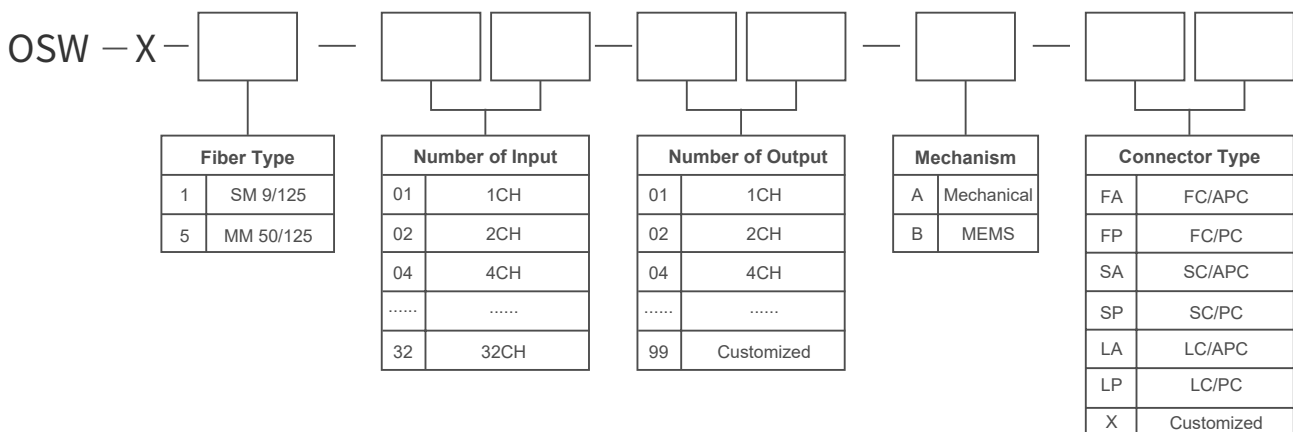 OSW – X –
Fiber Type
1 SM 9/125
5 MM 50/125
Number of Input
01 1CH
02 2CH
04 4CH
...... ......
32 32CH
Number of Output
01 1CH
02 2CH
04 4CH
...... ......
99 Customized
Mechanism
A Mechanical
B MEMS
Connector Type
FA FC/APC
FP FC/PC
SA SC/APC
SP SC/PC
LA LC/APC
LP LC/PC
X Customized